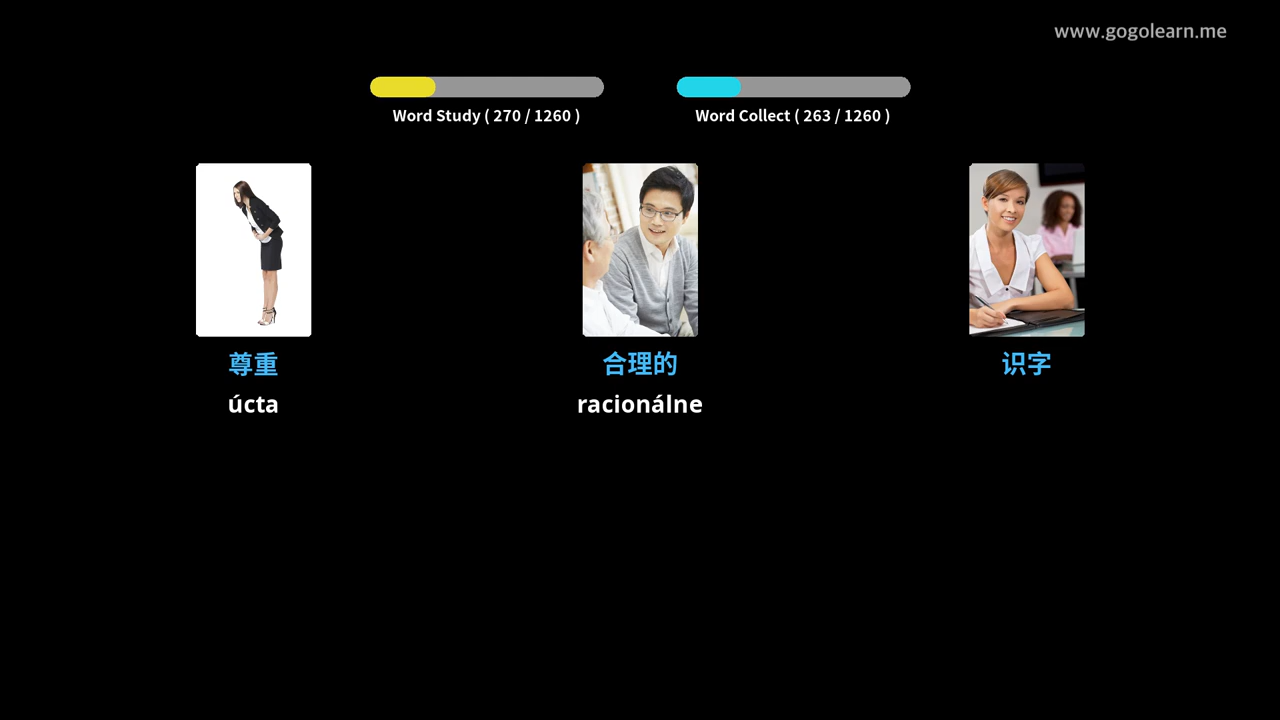 www.gogolearn.me
Word Study ( 270 / 1260 )
Word Collect ( 263 / 1260 )
尊重
合理的
识字
úcta
racionálne